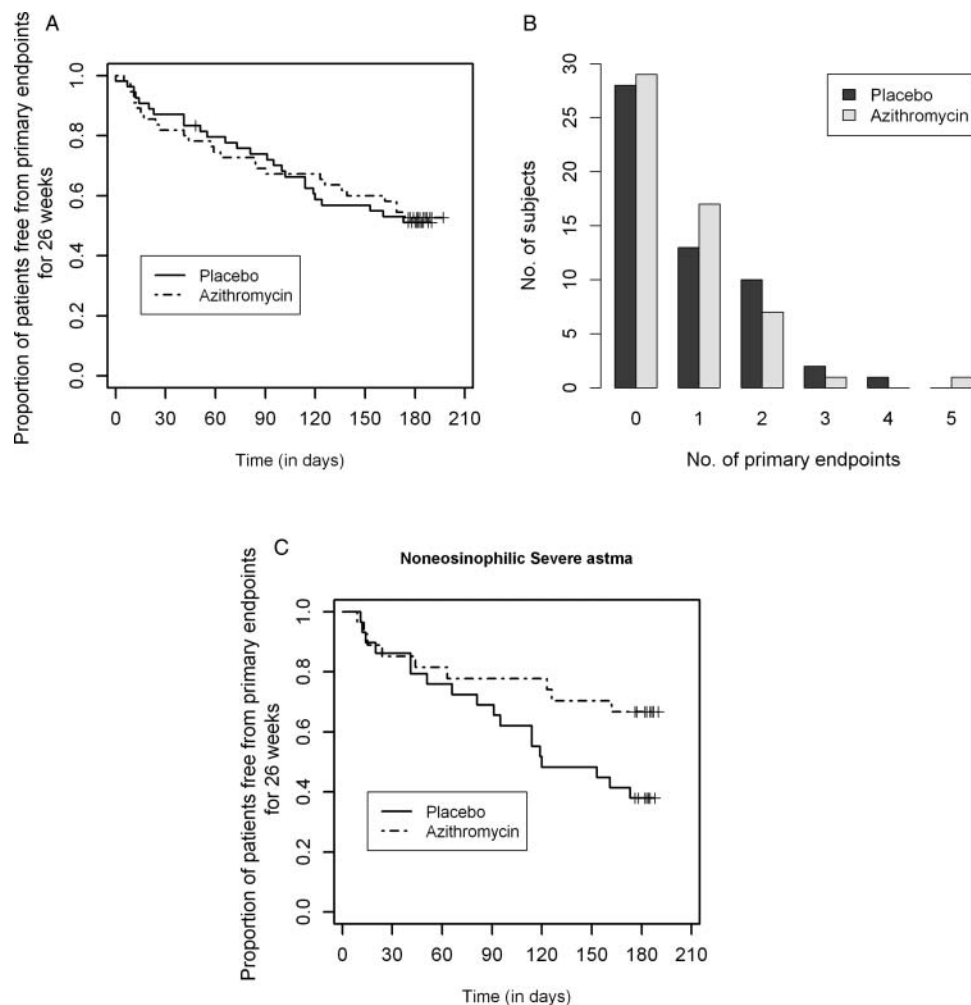 A
Proportion of patients free from primary endpoints
for 26 weeks
1.0
0.8
0.6
0.4
0.2
0.0
Placebo
Azithromycin
0 30 60 90 120 150 180 210
Time (in days)
B
No. of subjects
30
25
20
15
10
5
0
Placebo
Azithromycin
0 1 2 3 4 5
No. of primary endpoints
C
Noneosinophilic Severe astma
Proportion of patients free from primary endpoints
for 26 weeks
1.0
0.8
0.6
0.4
0.2
0.0
Placebo
Azithromycin
0 30 60 90 120 150 180 210
Time (in days)